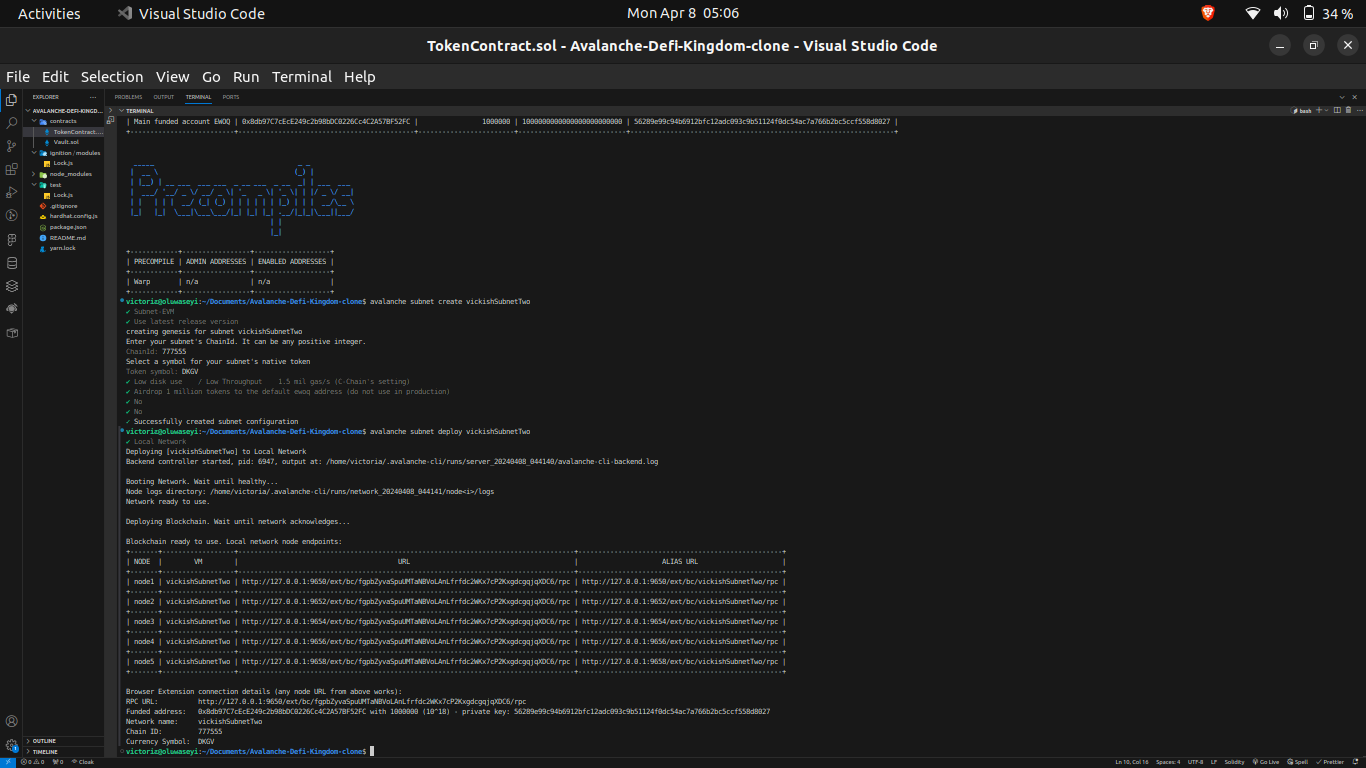 Activities
Visual Studio Code
Mon Apr 8 05:06
34 %
TokenContract.sol - Avalanche-Defi-Kingdom-clone - Visual Studio Code
File Edit Selection View Go Run Terminal Help
EXPLORER
AVALANCHE-DEFI-KINGD...
contracts
TokenContract....
Vault.sol
ignition / modules
Lock.js
node_modules
test
Lock.js
.gitignore
hardhat.config.js
package.json
README.md
yarn.lock
OUTLINE
TIMELINE
PROBLEMS OUTPUT TERMINAL PORTS
TERMINAL
bash
| Main funded account EWOQ | 0x8db97C7cEcE249c2b98bDC0226Cc4C2A57BF52FC | 1000000 | 1000000000000000000000000 | 56289e99c94b6912bfc12adc093c9b51124f0dc54ac7a766b2bc5ccf558d8027 |
Precompiles
| PRECOMPILE | ADMIN ADDRESSES | ENABLED ADDRESSES |
| Warp | n/a | n/a |
victoriz@oluwaseyi:~/Documents/Avalanche-Defi-Kingdom-clone$ avalanche subnet create vickishSubnetTwo
✔ Subnet-EVM
✔ Use latest release version
creating genesis for subnet vickishSubnetTwo
Enter your subnet's ChainId. It can be any positive integer.
ChainId: 777555
Select a symbol for your subnet's native token
Token symbol: DKGV
✔ Low disk use / Low Throughput 1.5 mil gas/s (C-Chain's setting)
✔ Airdrop 1 million tokens to the default ewoq address (do not use in production)
✔ No
✔ No
✓ Successfully created subnet configuration
victoriz@oluwaseyi:~/Documents/Avalanche-Defi-Kingdom-clone$ avalanche subnet deploy vickishSubnetTwo
✔ Local Network
Deploying [vickishSubnetTwo] to Local Network
Backend controller started, pid: 6947, output at: /home/victoria/.avalanche-cli/runs/server_20240408_044140/avalanche-cli-backend.log
Booting Network. Wait until healthy...
Node logs directory: /home/victoria/.avalanche-cli/runs/network_20240408_044141/node<i>/logs
Network ready to use.
Deploying Blockchain. Wait until network acknowledges...
Blockchain ready to use. Local network node endpoints:
| NODE | VM | URL | ALIAS URL |
| node1 | vickishSubnetTwo | http://127.0.0.1:9650/ext/bc/fgpbZyvaSpuUMTaNBVoLAnLfrfdc2WKx7cP2KxgdcgqjqXDC6/rpc | http://127.0.0.1:9650/ext/bc/vickishSubnetTwo/rpc |
| node2 | vickishSubnetTwo | http://127.0.0.1:9652/ext/bc/fgpbZyvaSpuUMTaNBVoLAnLfrfdc2WKx7cP2KxgdcgqjqXDC6/rpc | http://127.0.0.1:9652/ext/bc/vickishSubnetTwo/rpc |
| node3 | vickishSubnetTwo | http://127.0.0.1:9654/ext/bc/fgpbZyvaSpuUMTaNBVoLAnLfrfdc2WKx7cP2KxgdcgqjqXDC6/rpc | http://127.0.0.1:9654/ext/bc/vickishSubnetTwo/rpc |
| node4 | vickishSubnetTwo | http://127.0.0.1:9656/ext/bc/fgpbZyvaSpuUMTaNBVoLAnLfrfdc2WKx7cP2KxgdcgqjqXDC6/rpc | http://127.0.0.1:9656/ext/bc/vickishSubnetTwo/rpc |
| node5 | vickishSubnetTwo | http://127.0.0.1:9658/ext/bc/fgpbZyvaSpuUMTaNBVoLAnLfrfdc2WKx7cP2KxgdcgqjqXDC6/rpc | http://127.0.0.1:9658/ext/bc/vickishSubnetTwo/rpc |
Browser Extension connection details (any node URL from above works):
RPC URL: http://127.0.0.1:9650/ext/bc/fgpbZyvaSpuUMTaNBVoLAnLfrfdc2WKx7cP2KxgdcgqjqXDC6/rpc
Funded address: 0x8db97C7cEcE249c2b98bDC0226Cc4C2A57BF52FC with 1000000 (10^18) - private key: 56289e99c94b6912bfc12adc093c9b51124f0dc54ac7a766b2bc5ccf558d8027
Network name: vickishSubnetTwo
Chain ID: 777555
Currency Symbol: DKGV
victoriz@oluwaseyi:~/Documents/Avalanche-Defi-Kingdom-clone$
0 0 0 Cloak
Ln 10, Col 16 Spaces: 4 UTF-8 LF Solidity Go Live Spell Prettier